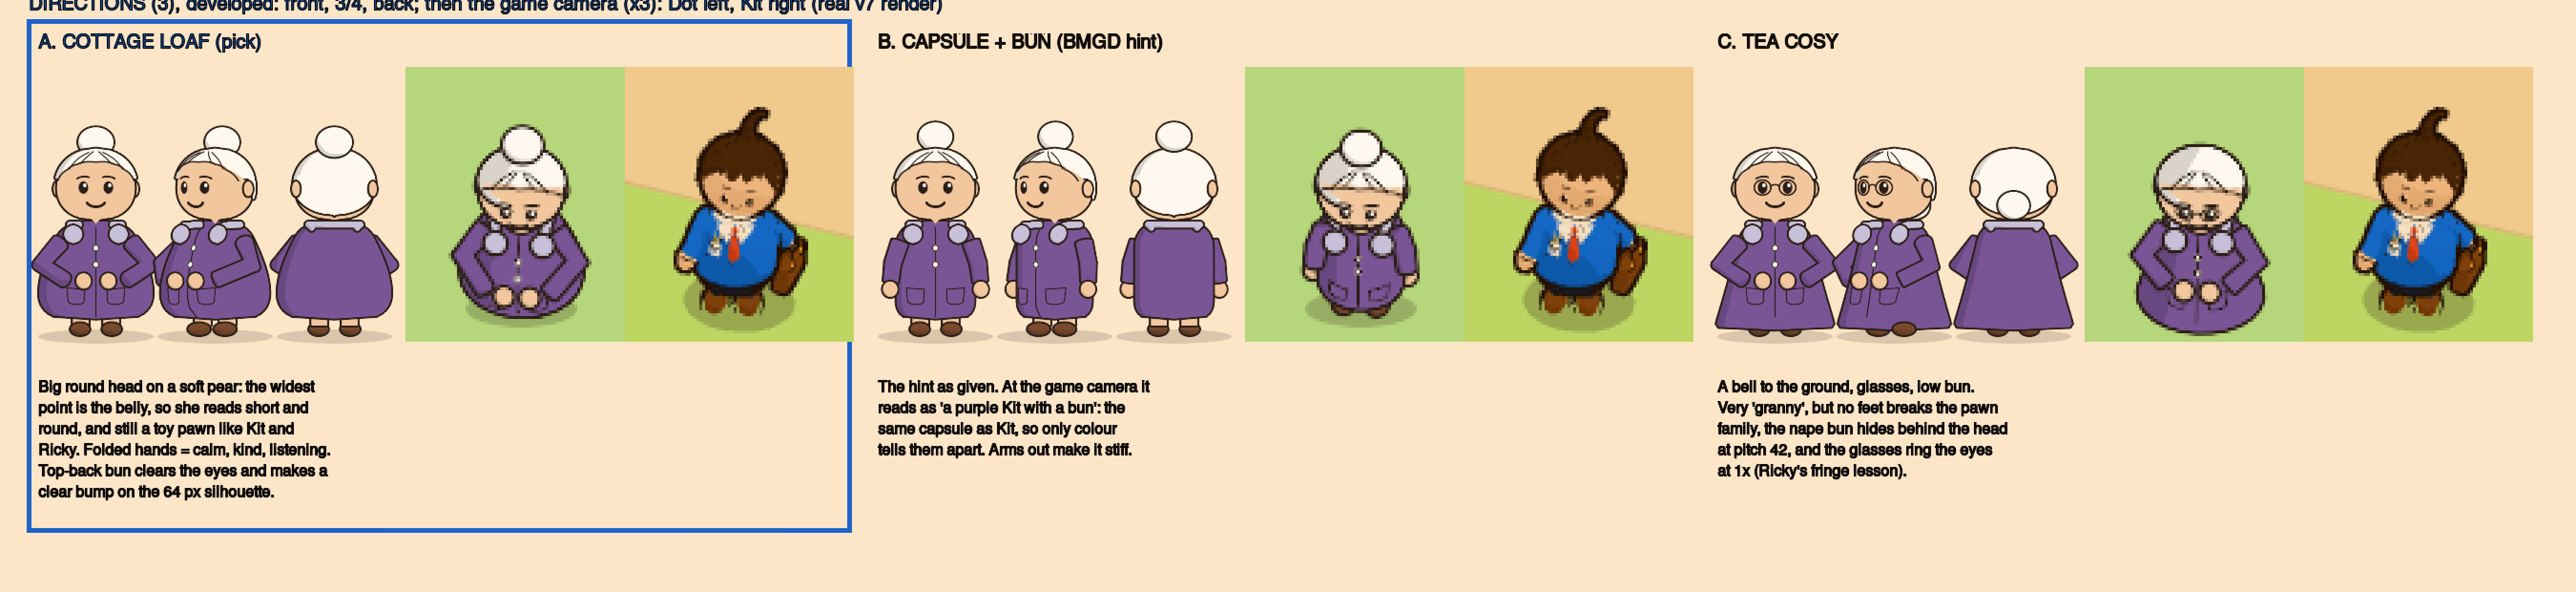 DIRECTIONS (3), developed: front, 3/4, back; then the game camera (x3): Dot left, Kit right (real v7 render)
A. COTTAGE LOAF (pick)
Big round head on a soft pear: the widest
point is the belly, so she reads short and
round, and still a toy pawn like Kit and
Ricky. Folded hands = calm, kind, listening.
Top-back bun clears the eyes and makes a
clear bump on the 64 px silhouette.
B. CAPSULE + BUN (BMGD hint)
The hint as given. At the game camera it
reads as 'a purple Kit with a bun': the
same capsule as Kit, so only colour
tells them apart. Arms out make it stiff.
C. TEA COSY
A bell to the ground, glasses, low bun.
Very 'granny', but no feet breaks the pawn
family, the nape bun hides behind the head
at pitch 42, and the glasses ring the eyes
at 1x (Ricky's fringe lesson).